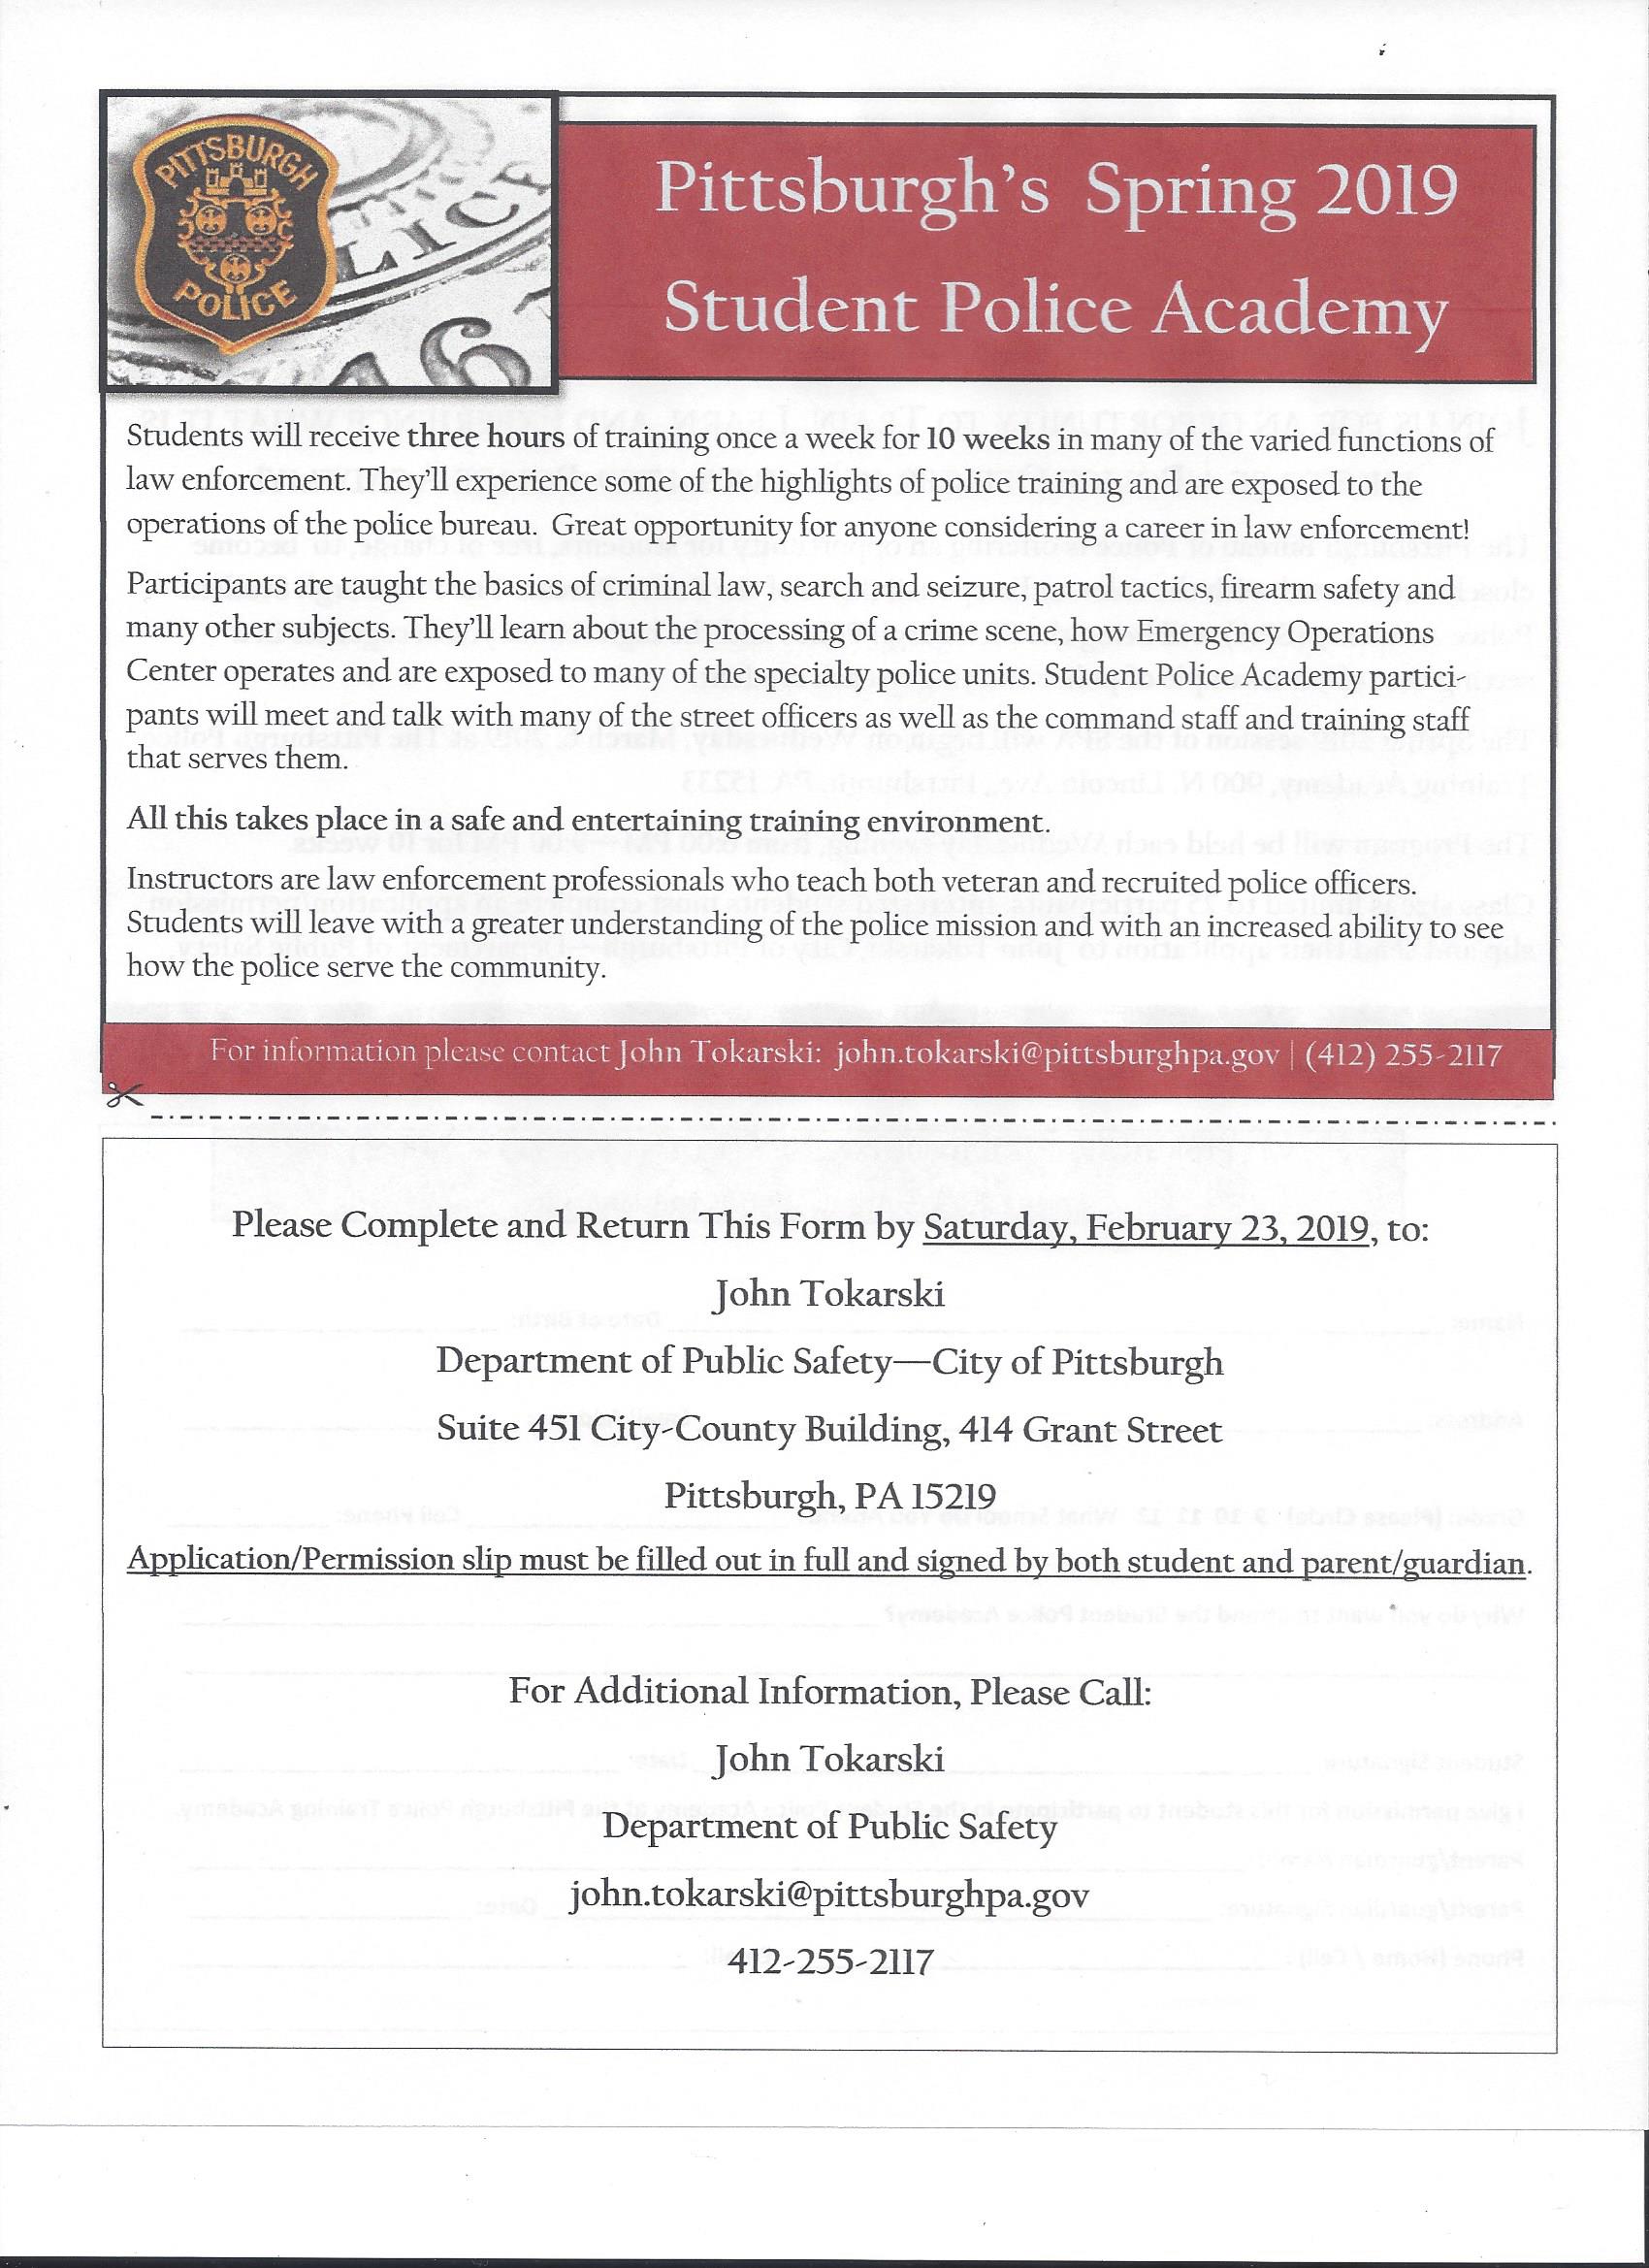 PITTSBURGH
POLICE
Pittsburgh's Spring 2019
Student Police Academy
Students will receive three hours of training once a week for 10 weeks in many of the varied functions of
law enforcement. They'll experience some of the highlights of police training and are exposed to the
operations of the police bureau. Great opportunity for anyone considering a career in law enforcement!
Participants are taught the basics of criminal law, search and seizure, patrol tactics, firearm safety and
many other subjects. They'll learn about the processing of a crime scene, how Emergency Operations
Center operates and are exposed to many of the specialty police units. Student Police Academy partici-
pants will meet and talk with many of the street officers as well as the command staff and training staff
that serves them.
All this takes place in a safe and entertaining training environment.
Instructors are law enforcement professionals who teach both veteran and recruited police officers.
Students will leave with a greater understanding of the police mission and with an increased ability to see
how the police serve the community.
For information please contact John Tokarski: john.tokarski@pittsburghpa.gov | (412) 255-2117
Please Complete and Return This Form by Saturday, February 23, 2019, to:
John Tokarski
Department of Public Safety—City of Pittsburgh
Suite 451 City-County Building, 414 Grant Street
Pittsburgh, PA 15219
Application/Permission slip must be filled out in full and signed by both student and parent/guardian.
For Additional Information, Please Call:
John Tokarski
Department of Public Safety
john.tokarski@pittsburghpa.gov
412-255-2117